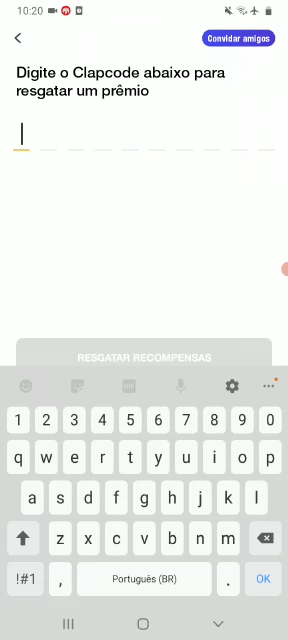 10:20
Convidar amigos
Digite o Clapcode abaixo para
resgatar um prêmio
RESGATAR RECOMPENSAS
GIF
1 2 3 4 5 6 7 8 9 0
q w e r t y u i o p
a s d f g h j k l
z x c v b n m
!#1 , Português (BR) . OK